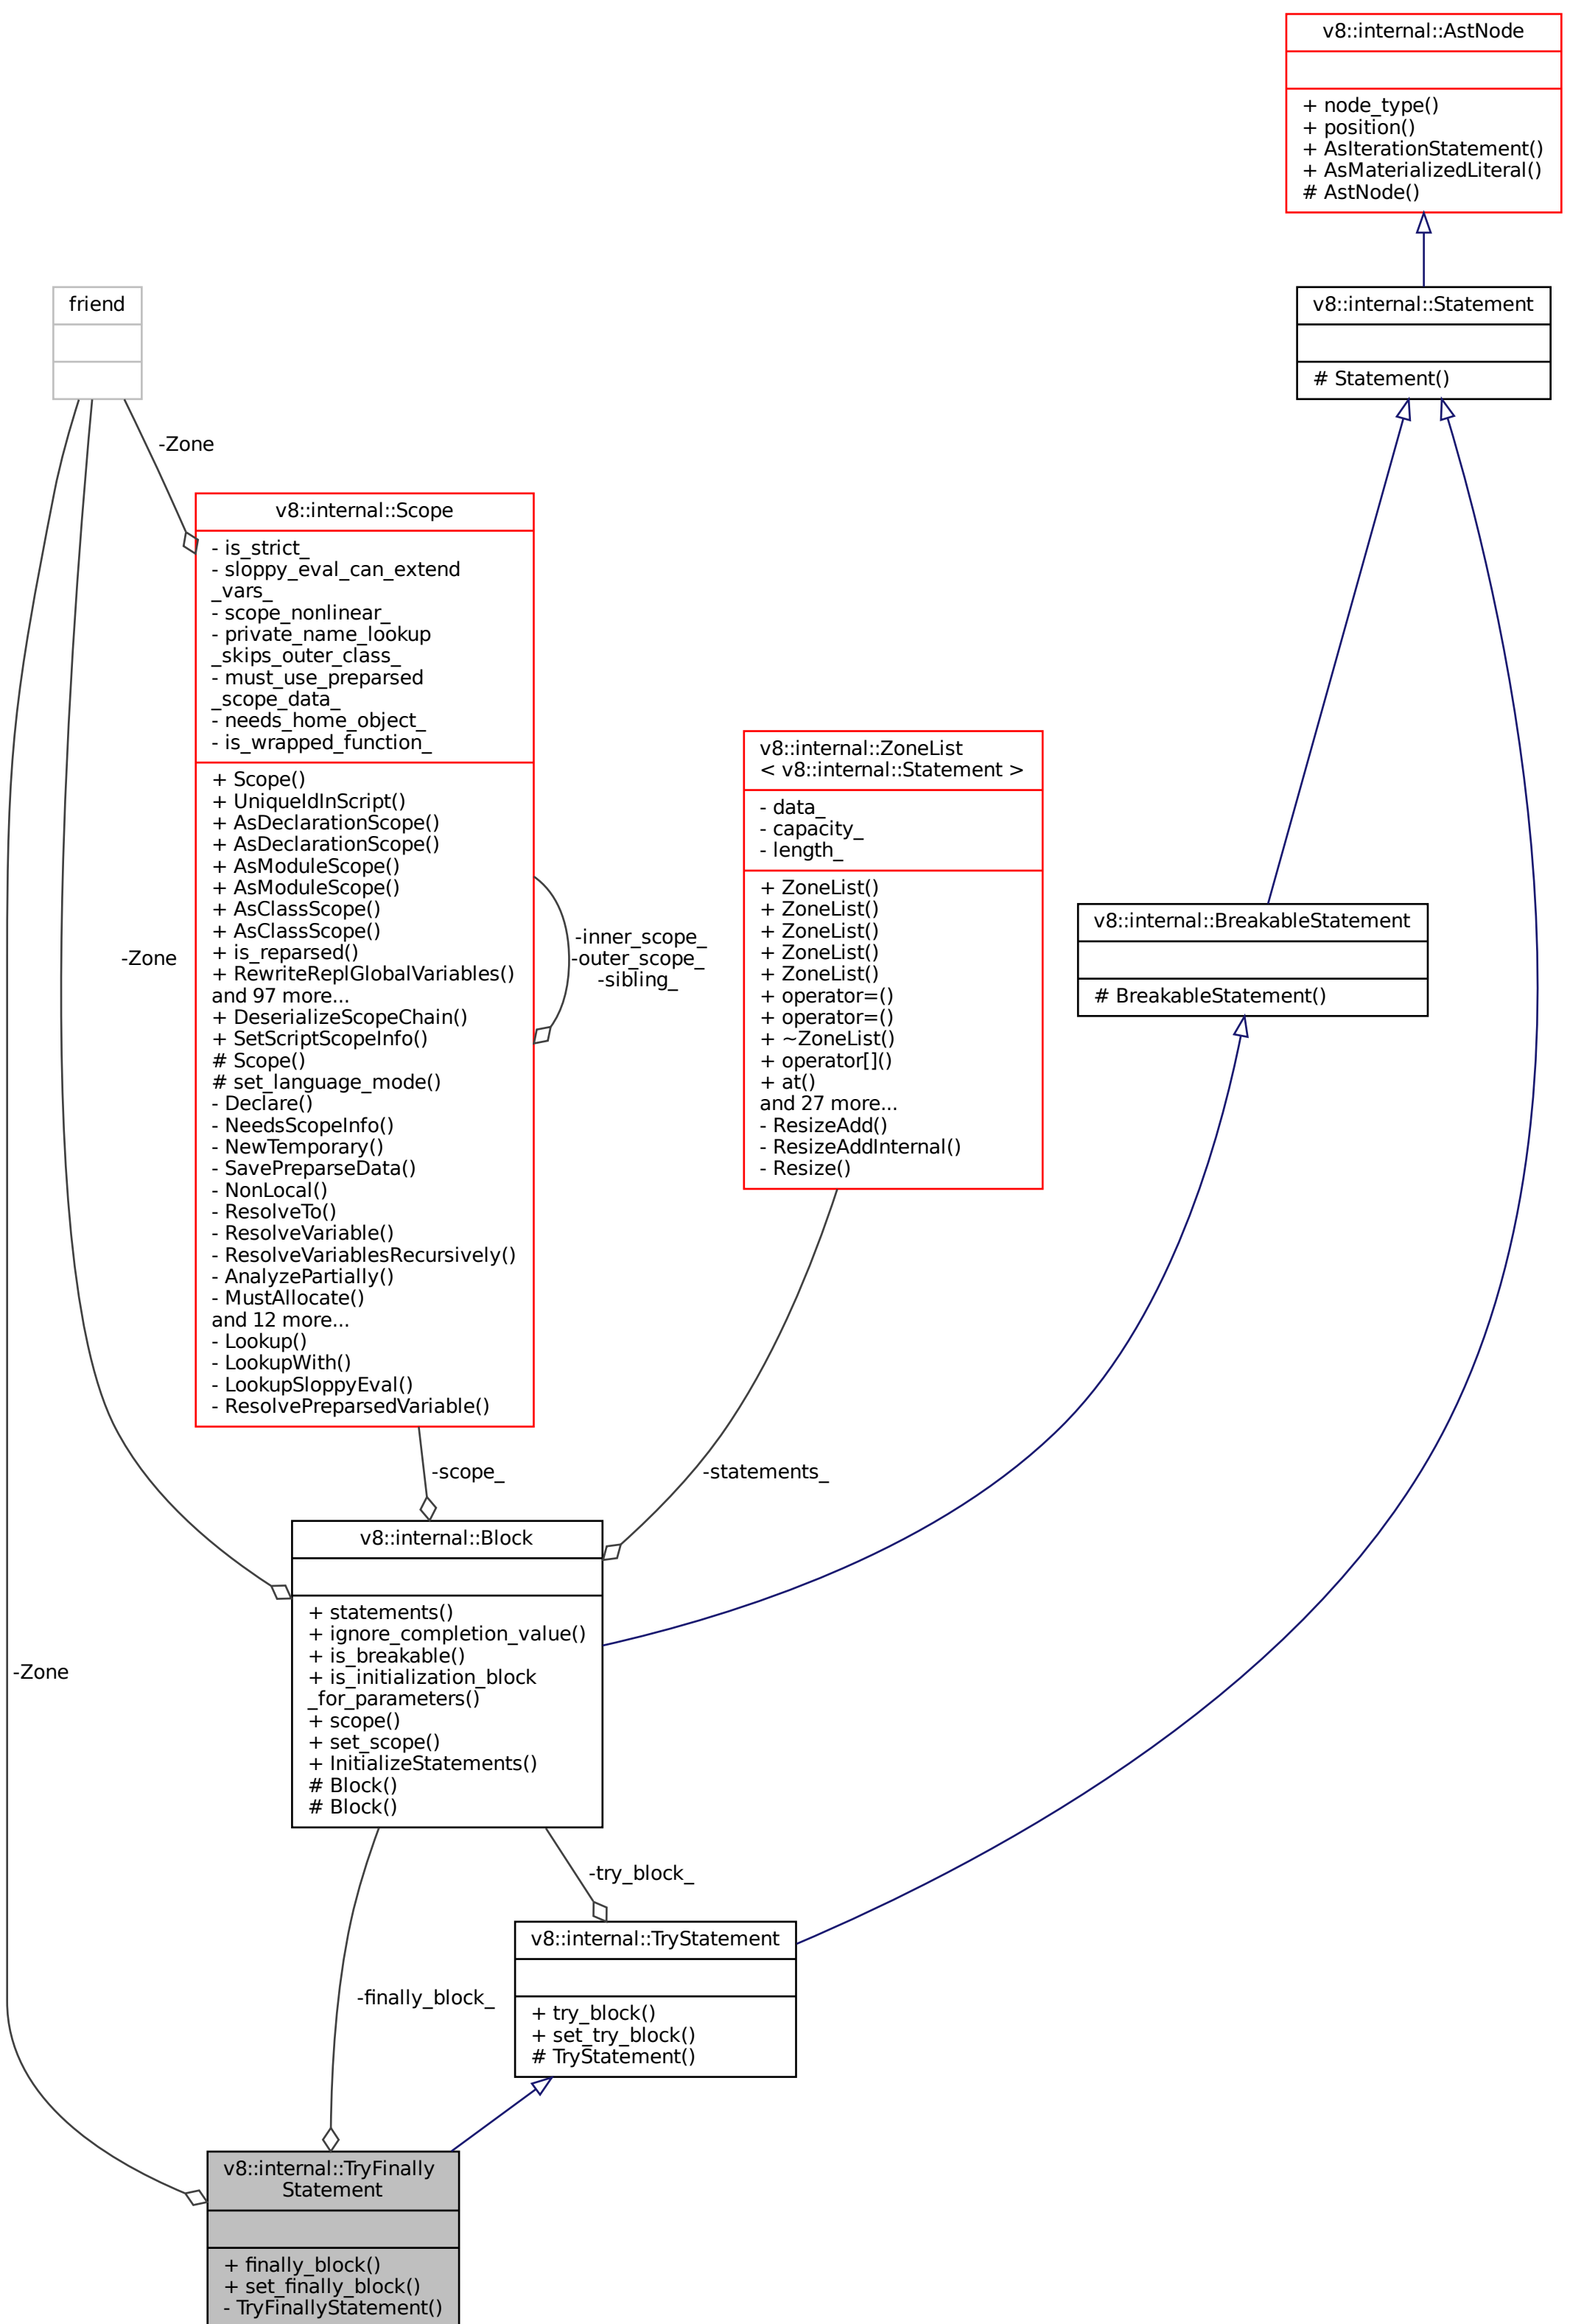 v8::internal::AstNode
+ node_type()
+ position()
+ AsIterationStatement()
+ AsMaterializedLiteral()
# AstNode()
friend
v8::internal::Statement
# Statement()
-Zone
v8::internal::Scope
- is_strict_
- sloppy_eval_can_extend
_vars_
- scope_nonlinear_
- private_name_lookup
_skips_outer_class_
- must_use_preparsed
_scope_data_
- needs_home_object_
- is_wrapped_function_
+ Scope()
+ UniqueIdInScript()
+ AsDeclarationScope()
+ AsDeclarationScope()
+ AsModuleScope()
+ AsModuleScope()
+ AsClassScope()
+ AsClassScope()
+ is_reparsed()
+ RewriteReplGlobalVariables()
and 97 more...
+ DeserializeScopeChain()
+ SetScriptScopeInfo()
# Scope()
# set_language_mode()
- Declare()
- NeedsScopeInfo()
- NewTemporary()
- SavePreparseData()
- NonLocal()
- ResolveTo()
- ResolveVariable()
- ResolveVariablesRecursively()
- AnalyzePartially()
- MustAllocate()
and 12 more...
- Lookup()
- LookupWith()
- LookupSloppyEval()
- ResolvePreparsedVariable()
-inner_scope_
-outer_scope_
-sibling_
v8::internal::ZoneList
< v8::internal::Statement >
- data_
- capacity_
- length_
+ ZoneList()
+ ZoneList()
+ ZoneList()
+ ZoneList()
+ ZoneList()
+ operator=()
+ operator=()
+ ~ZoneList()
+ operator[]()
+ at()
and 27 more...
- ResizeAdd()
- ResizeAddInternal()
- Resize()
v8::internal::BreakableStatement
# BreakableStatement()
-Zone
-scope_
-statements_
v8::internal::Block
+ statements()
+ ignore_completion_value()
+ is_breakable()
+ is_initialization_block
_for_parameters()
+ scope()
+ set_scope()
+ InitializeStatements()
# Block()
# Block()
-Zone
-try_block_
v8::internal::TryStatement
+ try_block()
+ set_try_block()
# TryStatement()
-finally_block_
v8::internal::TryFinally
Statement
+ finally_block()
+ set_finally_block()
- TryFinallyStatement()